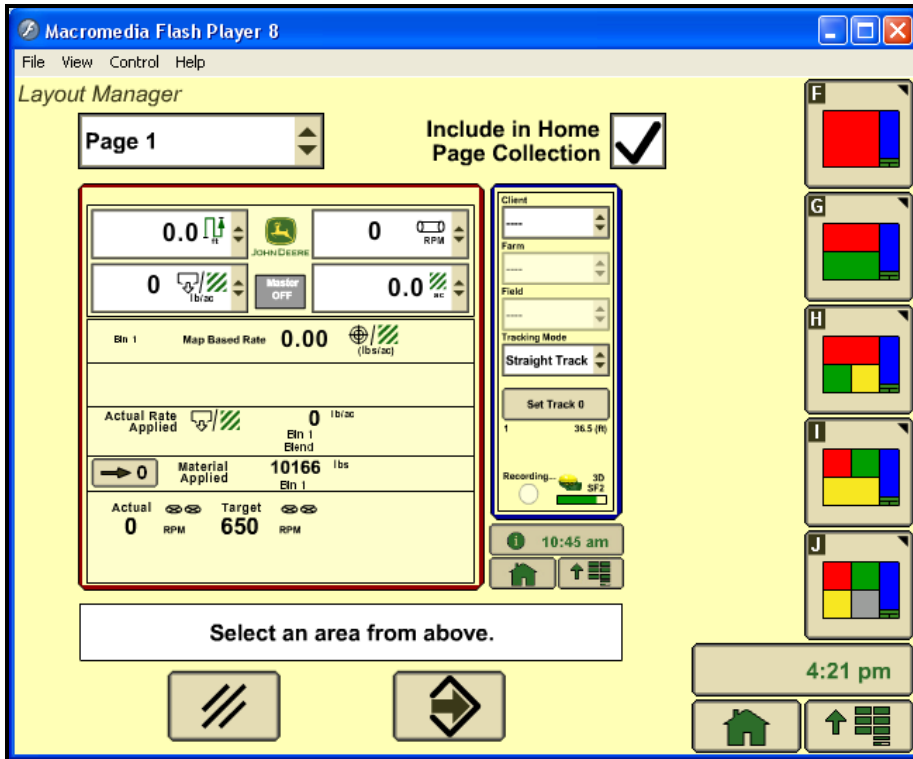 Macromedia Flash Player 8
File View Control Help
Layout Manager
Page 1
Include in Home
Page Collection
F
G
H
I
J
0.0 ft
JOHN DEERE
0 RPM
0 lb/ac
Master
OFF
0.0 ac
Bin 1 Map Based Rate 0.00 (lbs/ac)
Actual Rate
Applied
0 lb/ac
Bin 1
Blend
0
Material
Applied
10166 lbs
Bin 1
Actual Target
0 RPM 650 RPM
Client
----
Farm
----
Field
----
Tracking Mode
Straight Track
Set Track 0
1 36.5 (ft)
Recording... 3D
SF2
10:45 am
Select an area from above.
4:21 pm